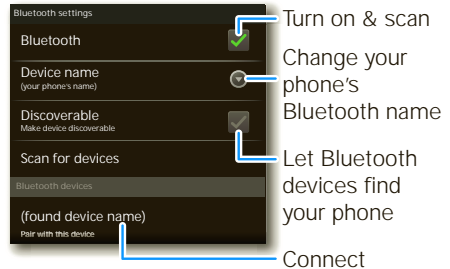 Bluetooth settings
Bluetooth
Device name
(your phone's name)
Discoverable
Make device discoverable
Scan for devices
Bluetooth devices
(found device name)
Pair with this device
Turn on & scan
Change your
phone's
Bluetooth name
Let Bluetooth
devices find
your phone
Connect